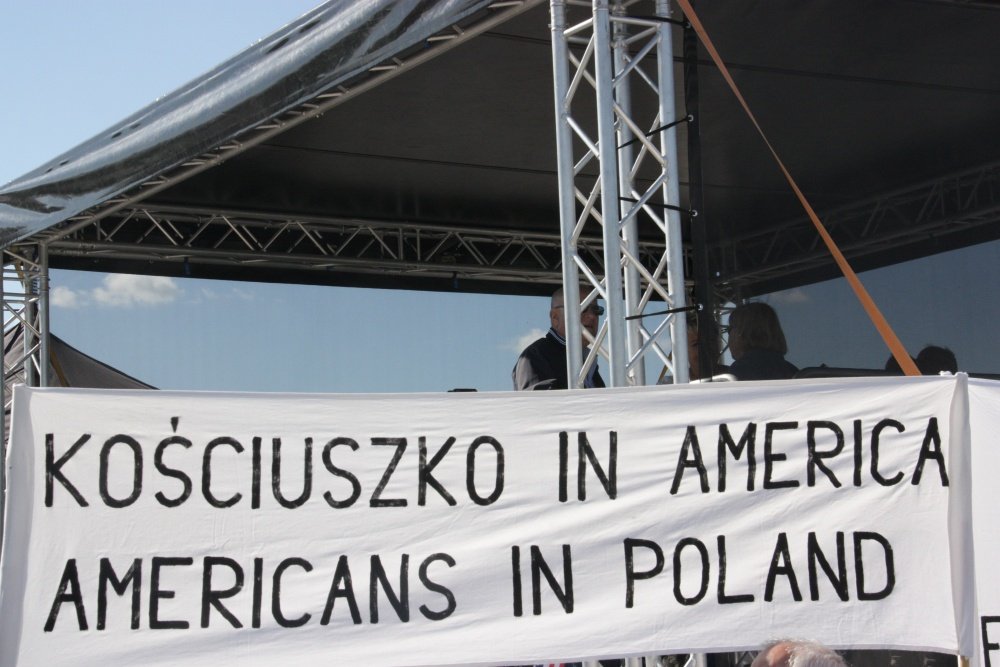 KOŚCIUSZKO IN AMERICA
AMERICANS IN POLAND